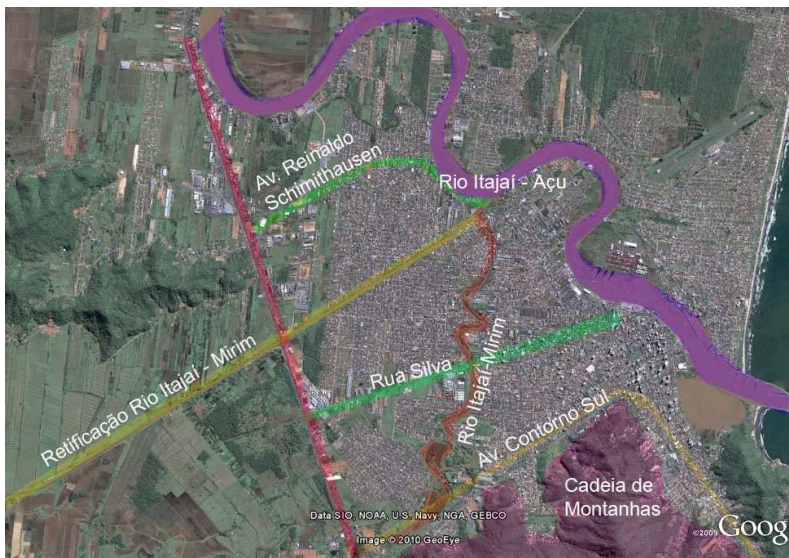 Av. Reinaldo
Schimithausen
Rio Itajaí - Açu
Retificação Rio Itajaí - Mirim
Rua Silva
Rio Itajaí-Mirim
Av. Contorno Sul
Cadeia de
Montanhas
Data SIO, NOAA, U.S. Navy, NGA, GEBCO
Image © 2010 GeoEye
©2009 Goog